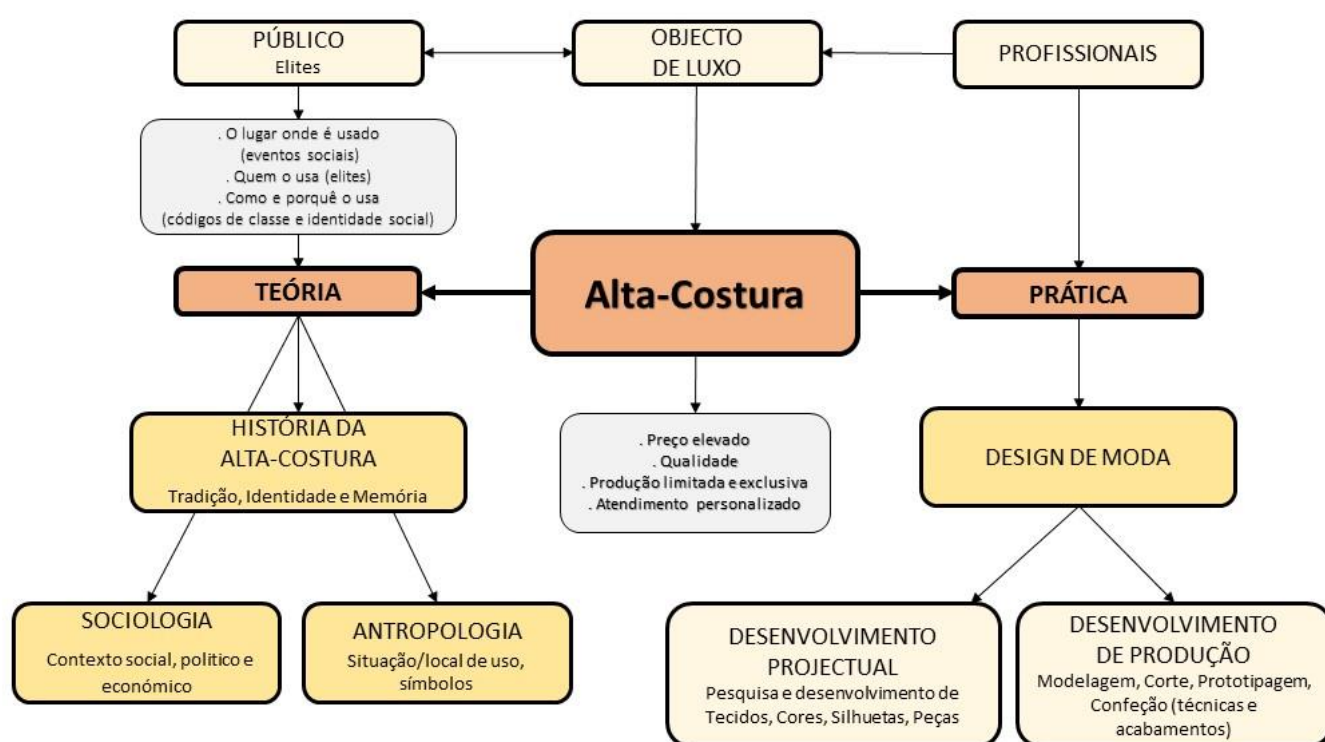 PÚBLICO
Elites
OBJECTO
DE LUXO
PROFISSIONAIS
. O lugar onde é usado
(eventos sociais)
. Quem o usa (elites)
. Como e porquê o usa
(códigos de classe e identidade social)
TEÓRIA
Alta-Costura
PRÁTICA
HISTÓRIA DA
ALTA-COSTURA
Tradição, Identidade e Memória
. Preço elevado
. Qualidade
. Produção limitada e exclusiva
. Atendimento personalizado
DESIGN DE MODA
SOCIOLOGIA
Contexto social, politico e
económico
ANTROPOLOGIA
Situação/local de uso,
símbolos
DESENVOLVIMENTO
PROJECTUAL
Pesquisa e desenvolvimento de
Tecidos, Cores, Silhuetas, Peças
DESENVOLVIMENTO
DE PRODUÇÃO
Modelagem, Corte, Prototipagem,
Confeção (técnicas e
acabamentos)